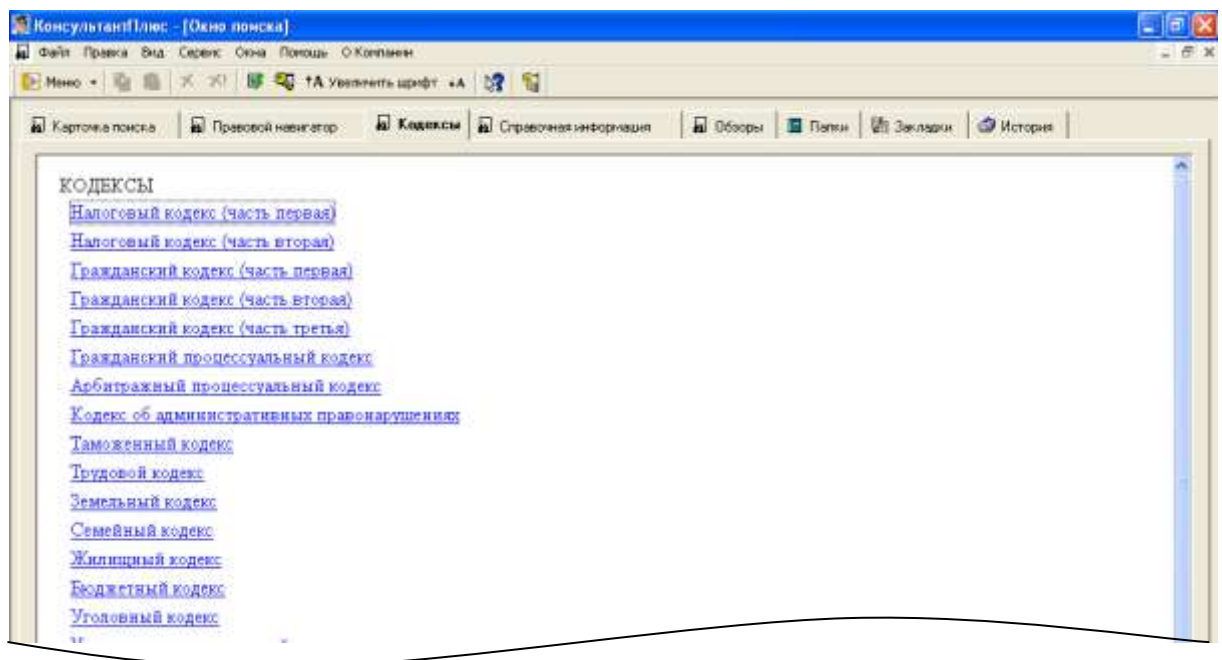 КонсультантПлюс - [Окно поиска]
Файл Правка Вид Сервис Окна Помощь О Компании
Меню ↑A Увеличить шрифт ↓A
Карточка поиска Правовой навигатор Кодексы Справочная информация Обзоры Папки Закладки История
КОДЕКСЫ
Налоговый кодекс (часть первая)
Налоговый кодекс (часть вторая)
Гражданский кодекс (часть первая)
Гражданский кодекс (часть вторая)
Гражданский кодекс (часть третья)
Гражданский процессуальный кодекс
Арбитражный процессуальный кодекс
Кодекс об административных правонарушениях
Таможенный кодекс
Трудовой кодекс
Земельный кодекс
Семейный кодекс
Жилищный кодекс
Бюджетный кодекс
Уголовный кодекс